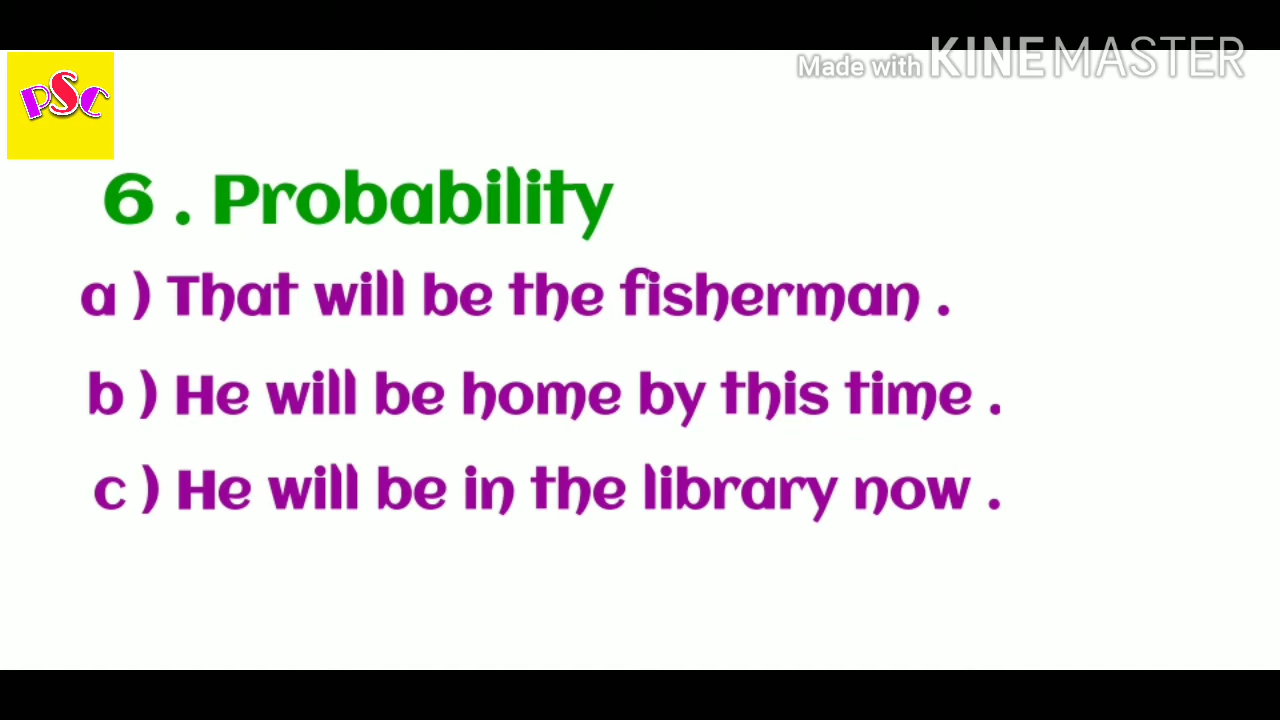 Made with KINEMASTER
PSC
6 . Probability
a ) That will be the fisherman .
b ) He will be home by this time .
c ) He will be in the library now .